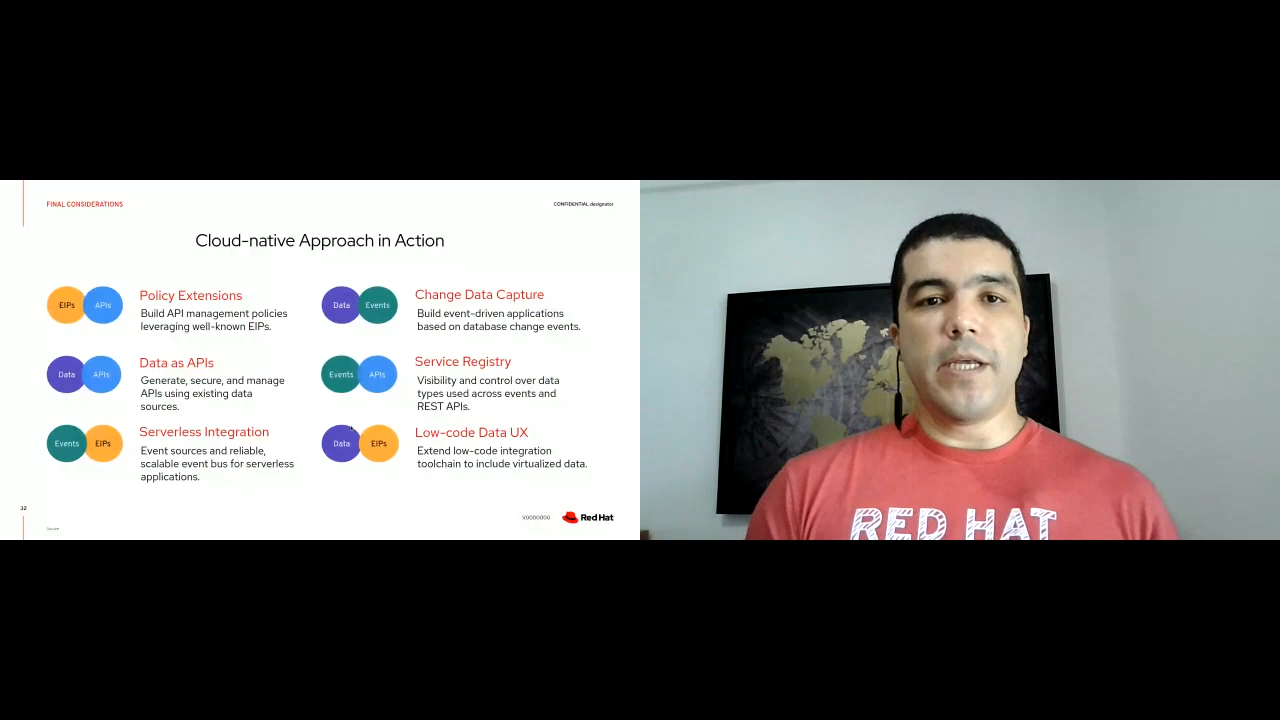 FINAL CONSIDERATIONS
CONFIDENTIAL designator
Cloud-native Approach in Action
EIPs
APIs
Policy Extensions
Build API management policies
leveraging well-known EIPs.
Data
Events
Change Data Capture
Build event-driven applications
based on database change events.
Data
APIs
Data as APIs
Generate, secure, and manage
APIs using existing data
sources.
Events
APIs
Service Registry
Visibility and control over data
types used across events and
REST APIs.
Events
EIPs
Serverless Integration
Event sources and reliable,
scalable event bus for serverless
applications.
Data
EIPs
Low-code Data UX
Extend low-code integration
toolchain to include virtualized data.
32
V0000000
Red Hat
RED HAT